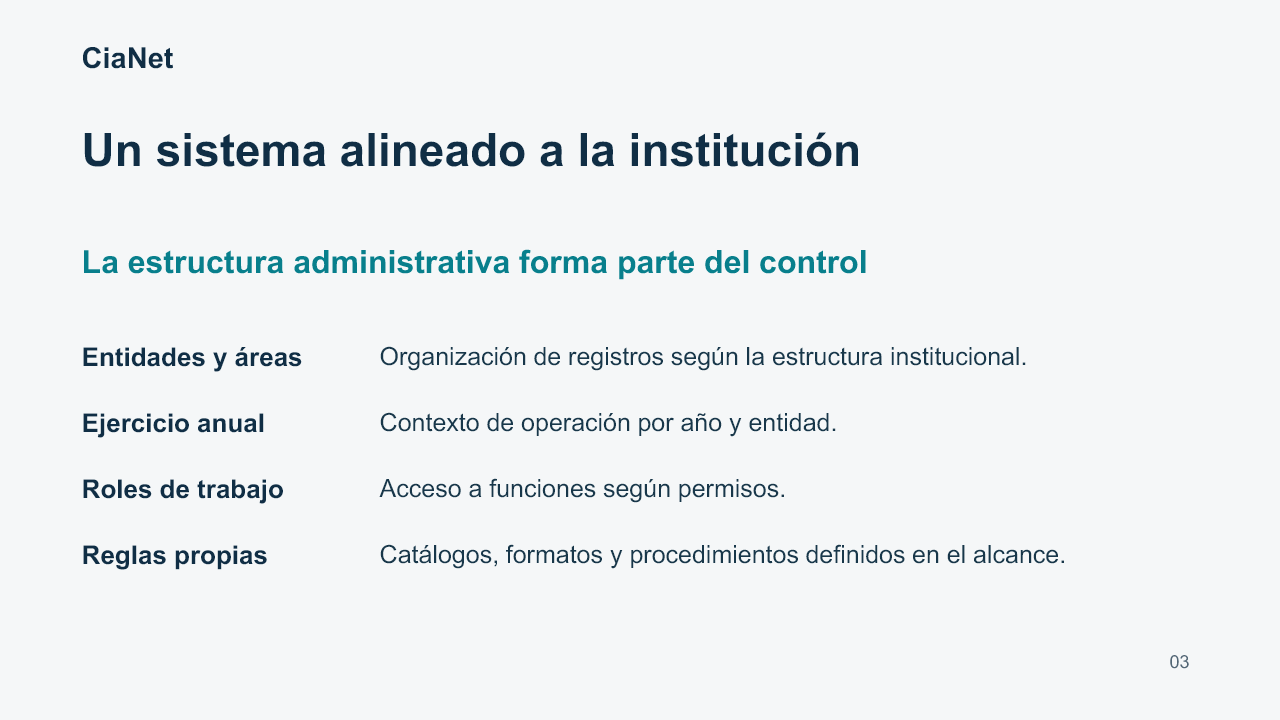 CiaNet
Un sistema alineado a la institución
La estructura administrativa forma parte del control
Entidades y áreas Organización de registros según la estructura institucional.
Ejercicio anual Contexto de operación por año y entidad.
Roles de trabajo Acceso a funciones según permisos.
Reglas propias Catálogos, formatos y procedimientos definidos en el alcance.
03